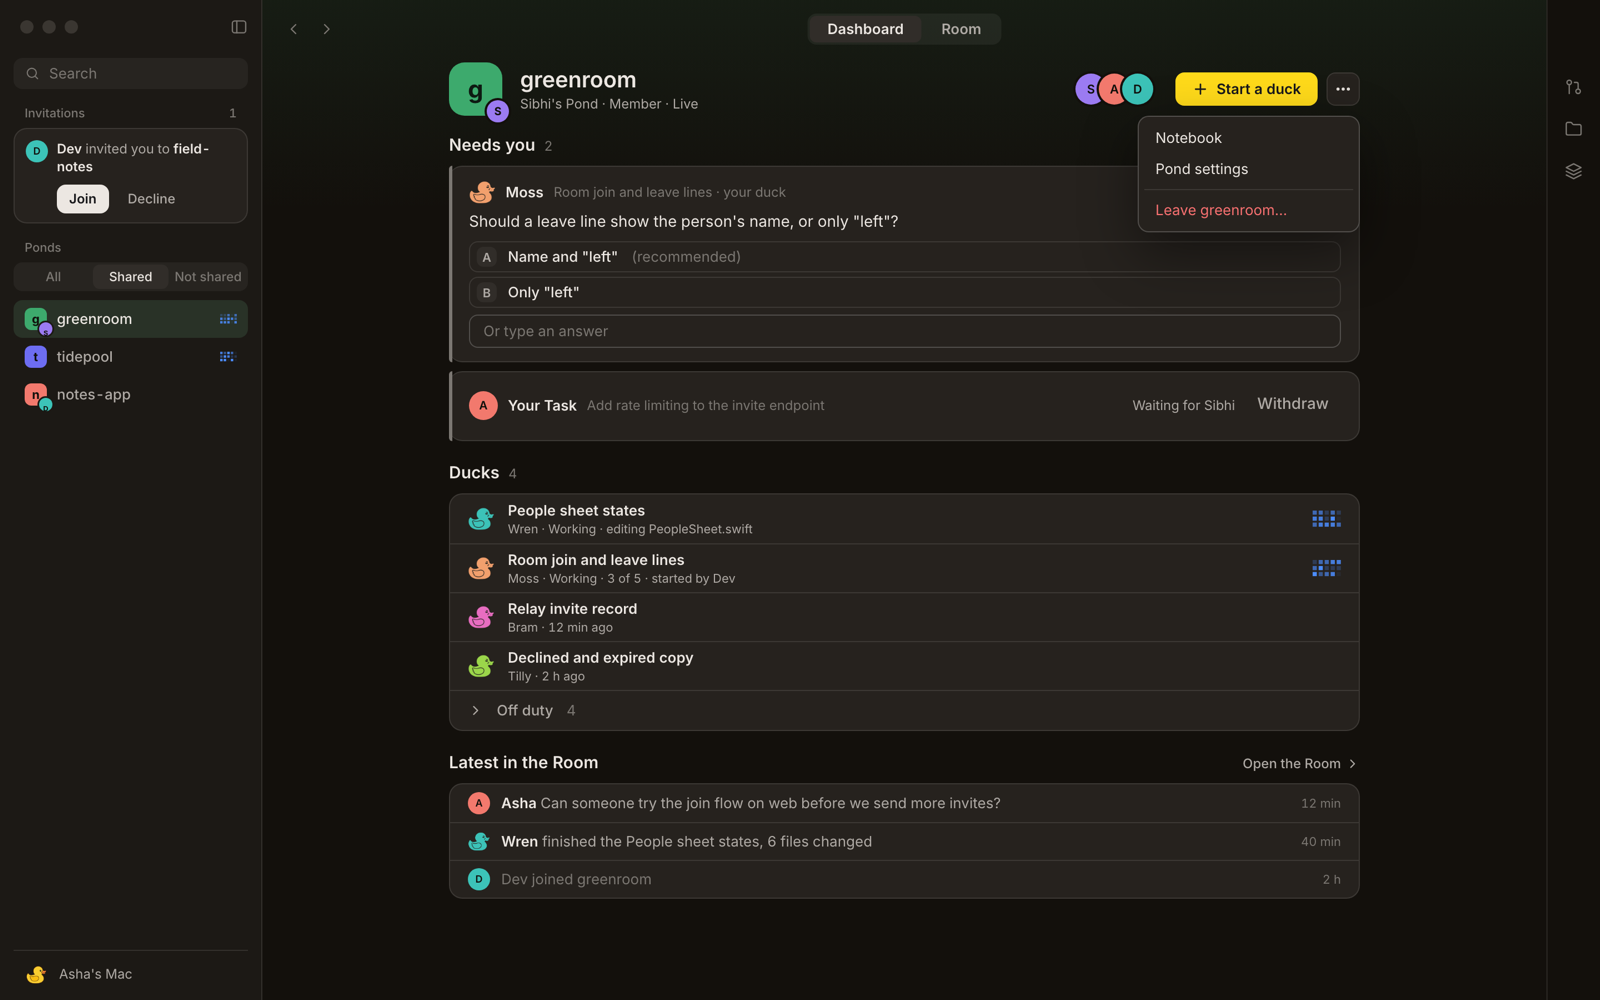 Dashboard
Room
Search
Invitations 1
D
Dev invited you to field-
notes
Join
Decline
Ponds
All
Shared
Not shared
g
s
greenroom
t
tidepool
n
D
notes-app
Asha's Mac
g
S
greenroom
Sibhi's Pond · Member · Live
S
A
D
+ Start a duck
Notebook
Pond settings
Leave greenroom...
Needs you 2
Moss Room join and leave lines · your duck
Should a leave line show the person's name, or only "left"?
A Name and "left" (recommended)
B Only "left"
Or type an answer
A Your Task Add rate limiting to the invite endpoint
Waiting for Sibhi
Withdraw
Ducks 4
People sheet states
Wren · Working · editing PeopleSheet.swift
Room join and leave lines
Moss · Working · 3 of 5 · started by Dev
Relay invite record
Bram · 12 min ago
Declined and expired copy
Tilly · 2 h ago
Off duty 4
Latest in the Room
Open the Room
A Asha Can someone try the join flow on web before we send more invites? 12 min
Wren finished the People sheet states, 6 files changed 40 min
D Dev joined greenroom 2 h